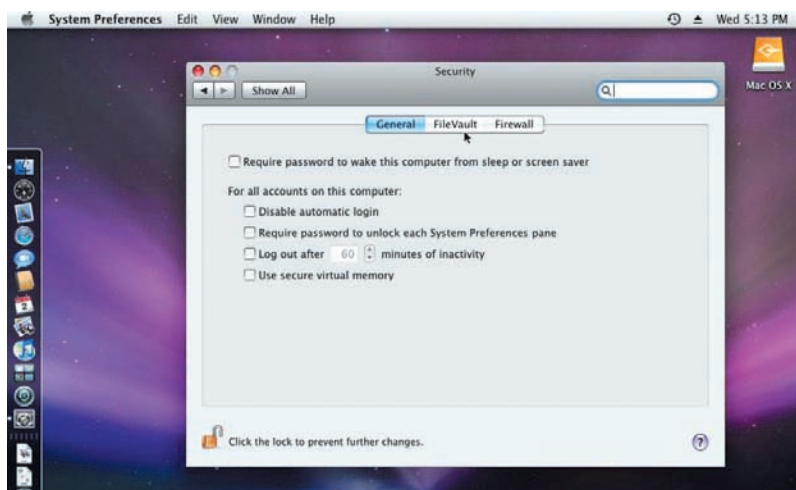 System Preferences Edit View Window Help Wed 5:13 PM
Mac OS X
Security
Show All
General FileVault Firewall
Require password to wake this computer from sleep or screen saver
For all accounts on this computer:
Disable automatic login
Require password to unlock each System Preferences pane
Log out after 60 minutes of inactivity
Use secure virtual memory
Click the lock to prevent further changes.
?
2